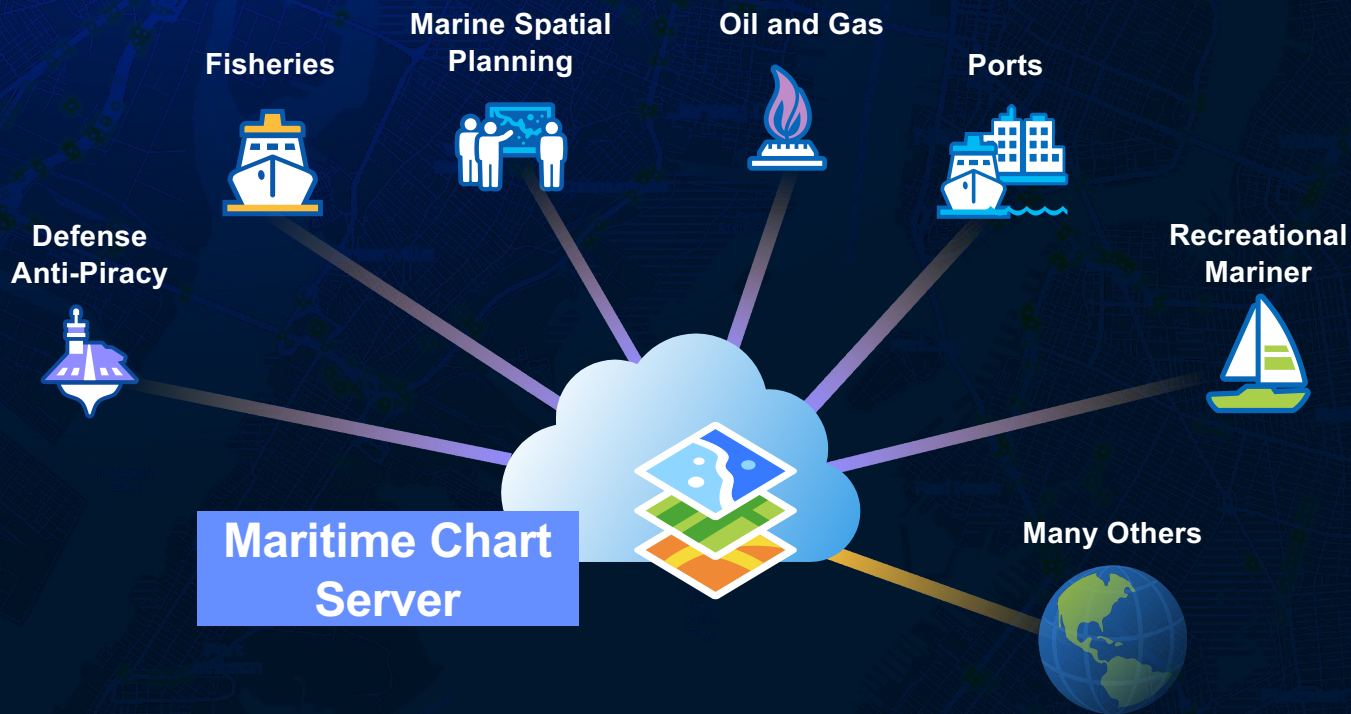 Marine Spatial
Planning
Oil and Gas
Fisheries
Ports
Defense
Anti-Piracy
Recreational
Mariner
Maritime Chart
Server
Many Others